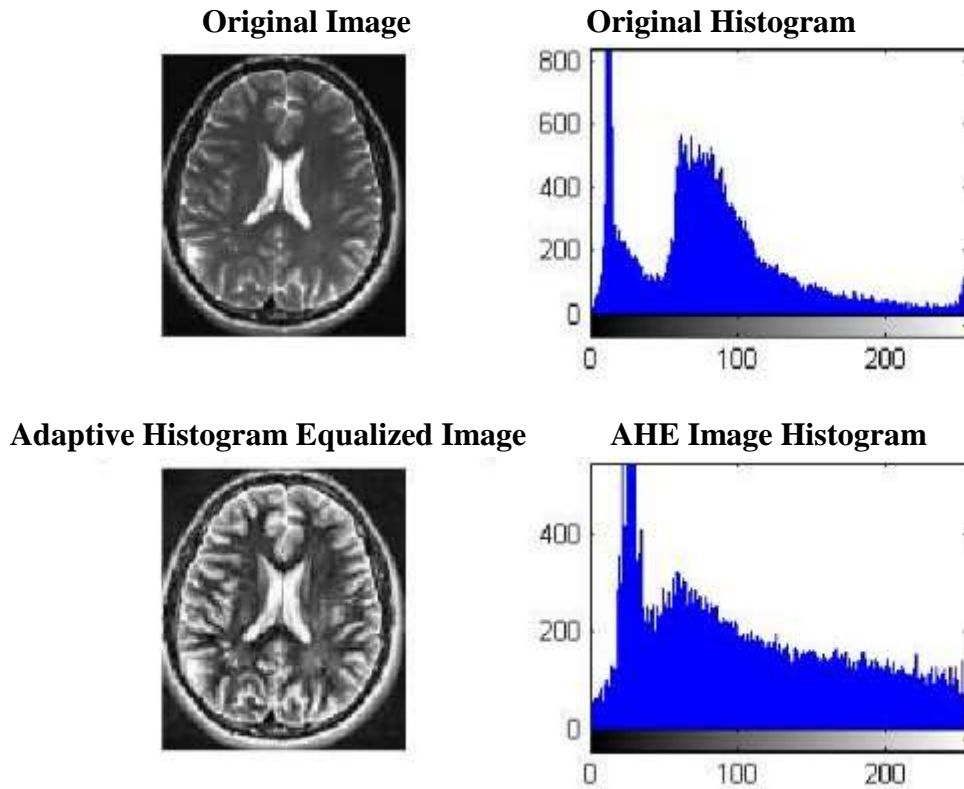 Original Image
Original Histogram
800
600
400
200
0
0 100 200
Adaptive Histogram Equalized Image
AHE Image Histogram
400
200
0
0 100 200